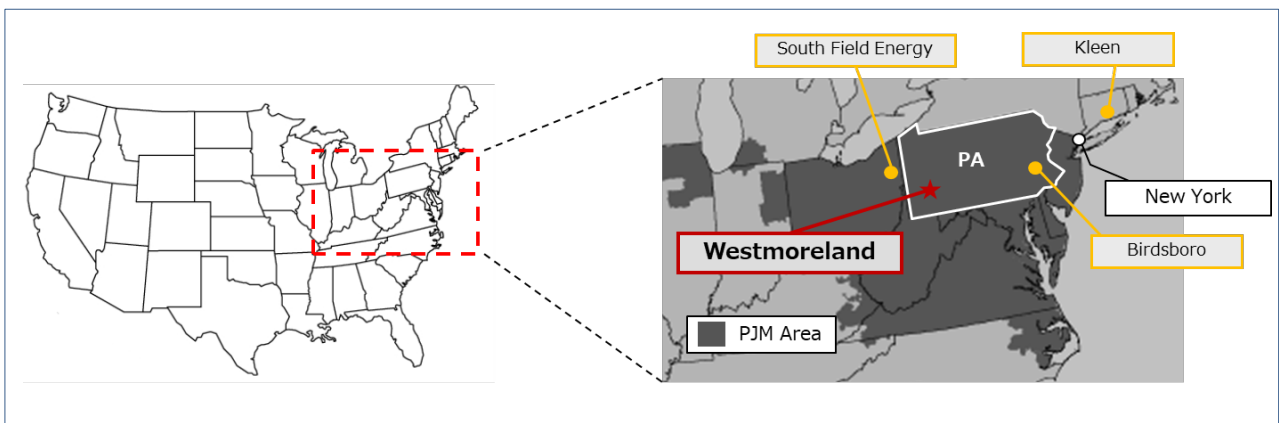 South Field Energy
Kleen
PA
New York
Westmoreland
Birdsboro
PJM Area